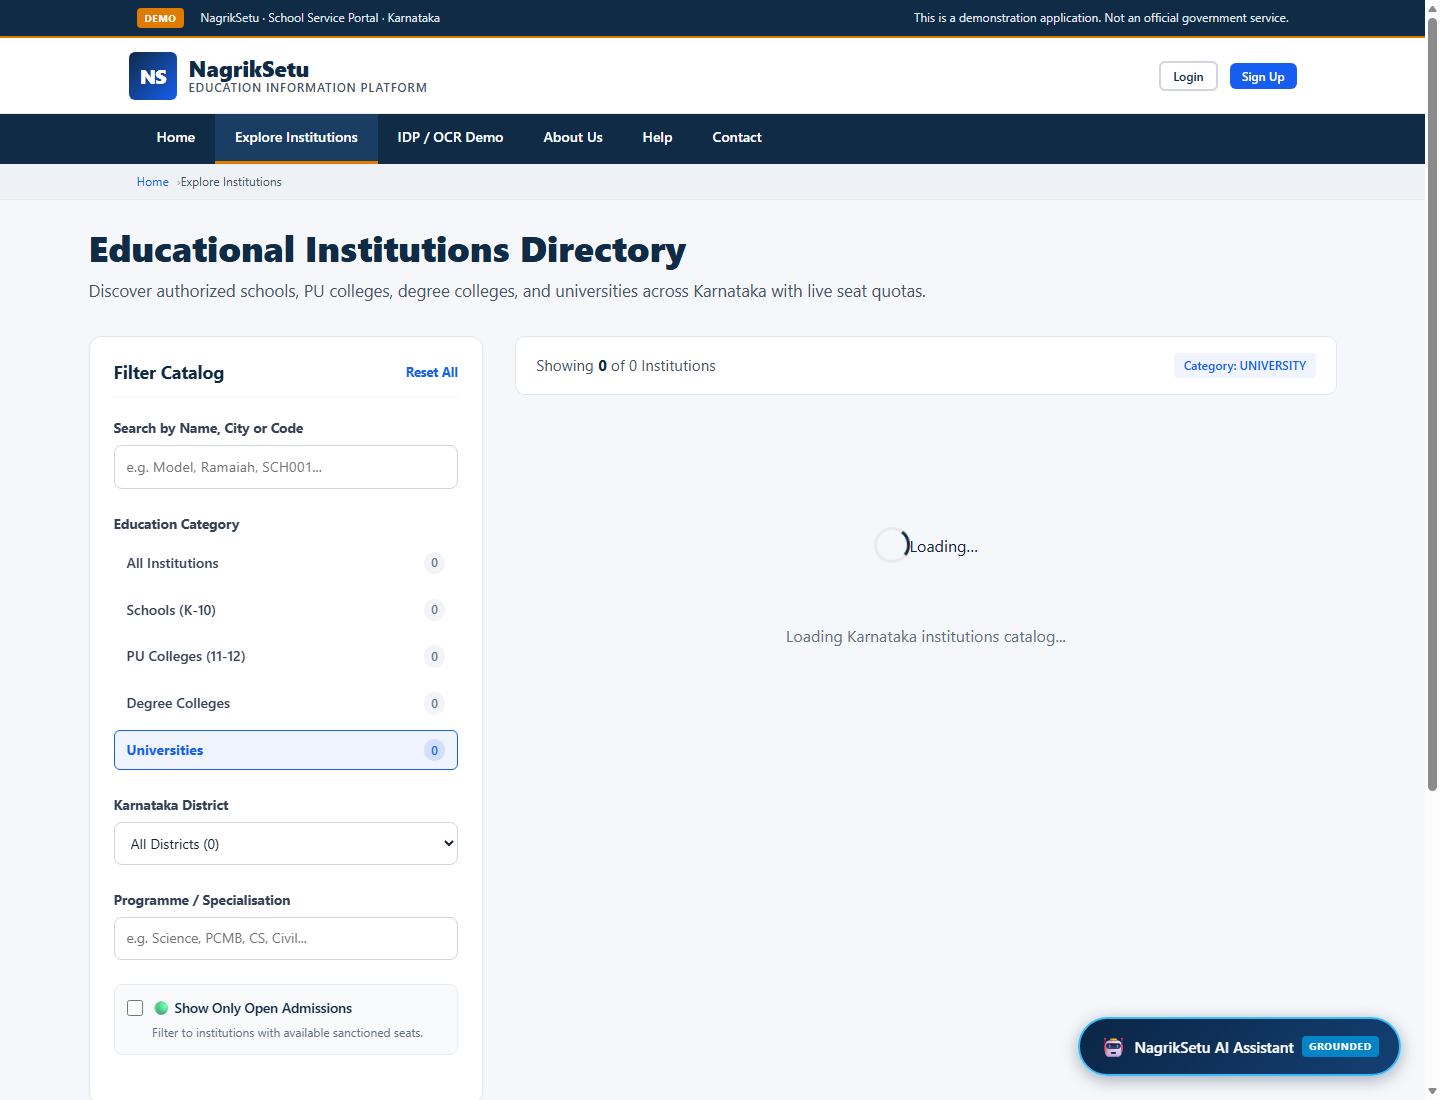 DEMO NagrikSetu · School Service Portal · Karnataka This is a demonstration application. Not an official government service.
NS NagrikSetu
EDUCATION INFORMATION PLATFORM
Login Sign Up
Home Explore Institutions IDP / OCR Demo About Us Help Contact
Home ›Explore Institutions
Educational Institutions Directory
Discover authorized schools, PU colleges, degree colleges, and universities across Karnataka with live seat quotas.
Filter Catalog Reset All
Search by Name, City or Code
e.g. Model, Ramaiah, SCH001...
Education Category
All Institutions 0
Schools (K-10) 0
PU Colleges (11-12) 0
Degree Colleges 0
Universities 0
Karnataka District
All Districts (0)
Programme / Specialisation
e.g. Science, PCMB, CS, Civil...
Show Only Open Admissions
Filter to institutions with available sanctioned seats.
Showing 0 of 0 Institutions Category: UNIVERSITY
Loading...
Loading Karnataka institutions catalog...
NagrikSetu AI Assistant GROUNDED